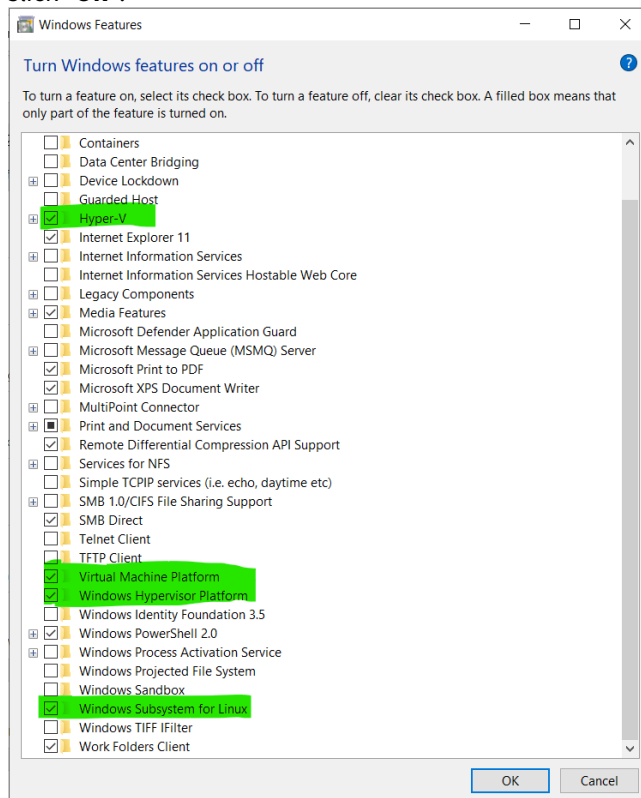 Windows Features
Turn Windows features on or off
To turn a feature on, select its check box. To turn a feature off, clear its check box. A filled box means that
only part of the feature is turned on.
Containers
Data Center Bridging
Device Lockdown
Guarded Host
Hyper-V
Internet Explorer 11
Internet Information Services
Internet Information Services Hostable Web Core
Legacy Components
Media Features
Microsoft Defender Application Guard
Microsoft Message Queue (MSMQ) Server
Microsoft Print to PDF
Microsoft XPS Document Writer
MultiPoint Connector
Print and Document Services
Remote Differential Compression API Support
Services for NFS
Simple TCPIP services (i.e. echo, daytime etc)
SMB 1.0/CIFS File Sharing Support
SMB Direct
Telnet Client
TFTP Client
Virtual Machine Platform
Windows Hypervisor Platform
Windows Identity Foundation 3.5
Windows PowerShell 2.0
Windows Process Activation Service
Windows Projected File System
Windows Sandbox
Windows Subsystem for Linux
Windows TIFF IFilter
Work Folders Client
OK Cancel